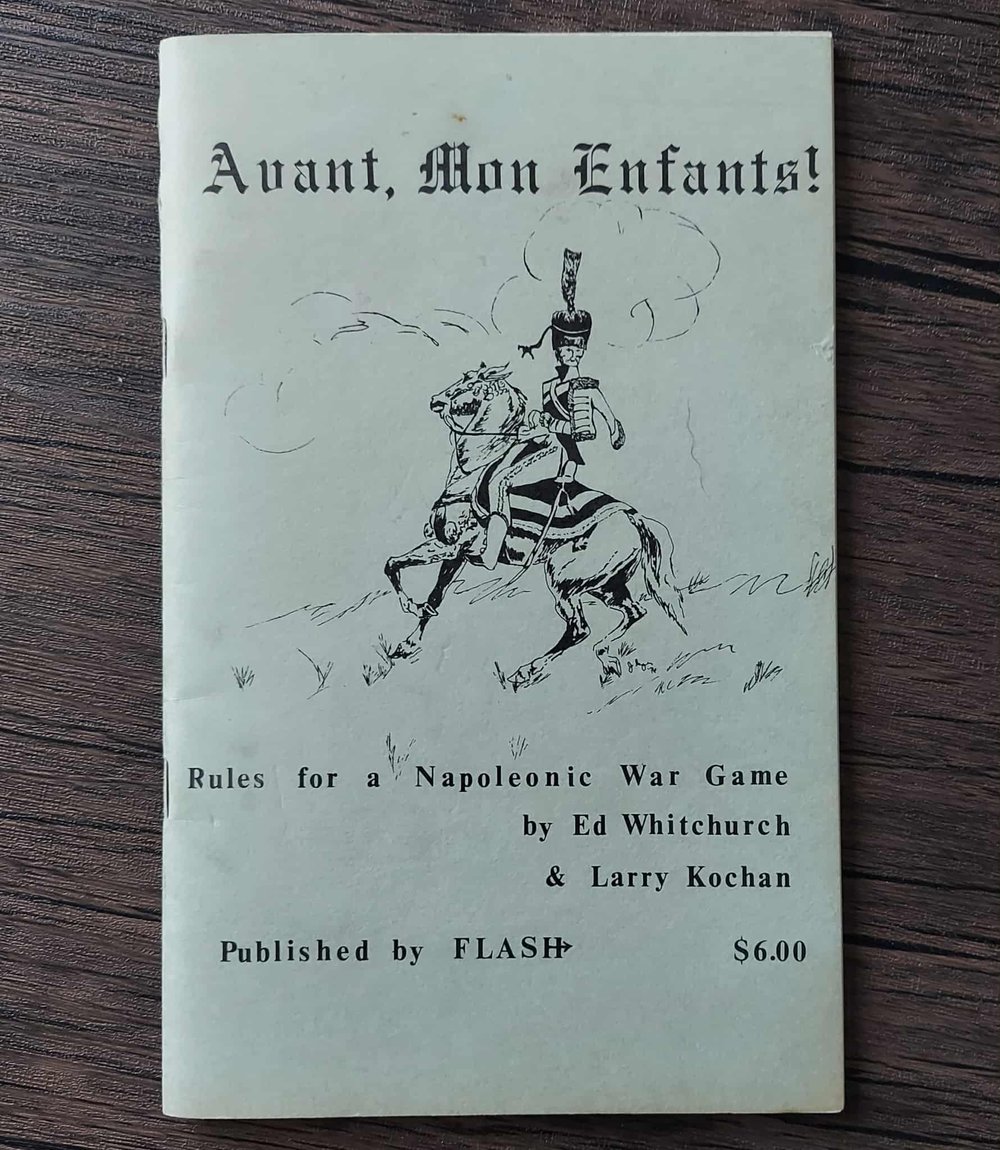 Avant, Mon Enfants!
Rules for a Napoleonic War Game
by Ed Whitchurch
& Larry Kochan
Published by FLASH $6.00